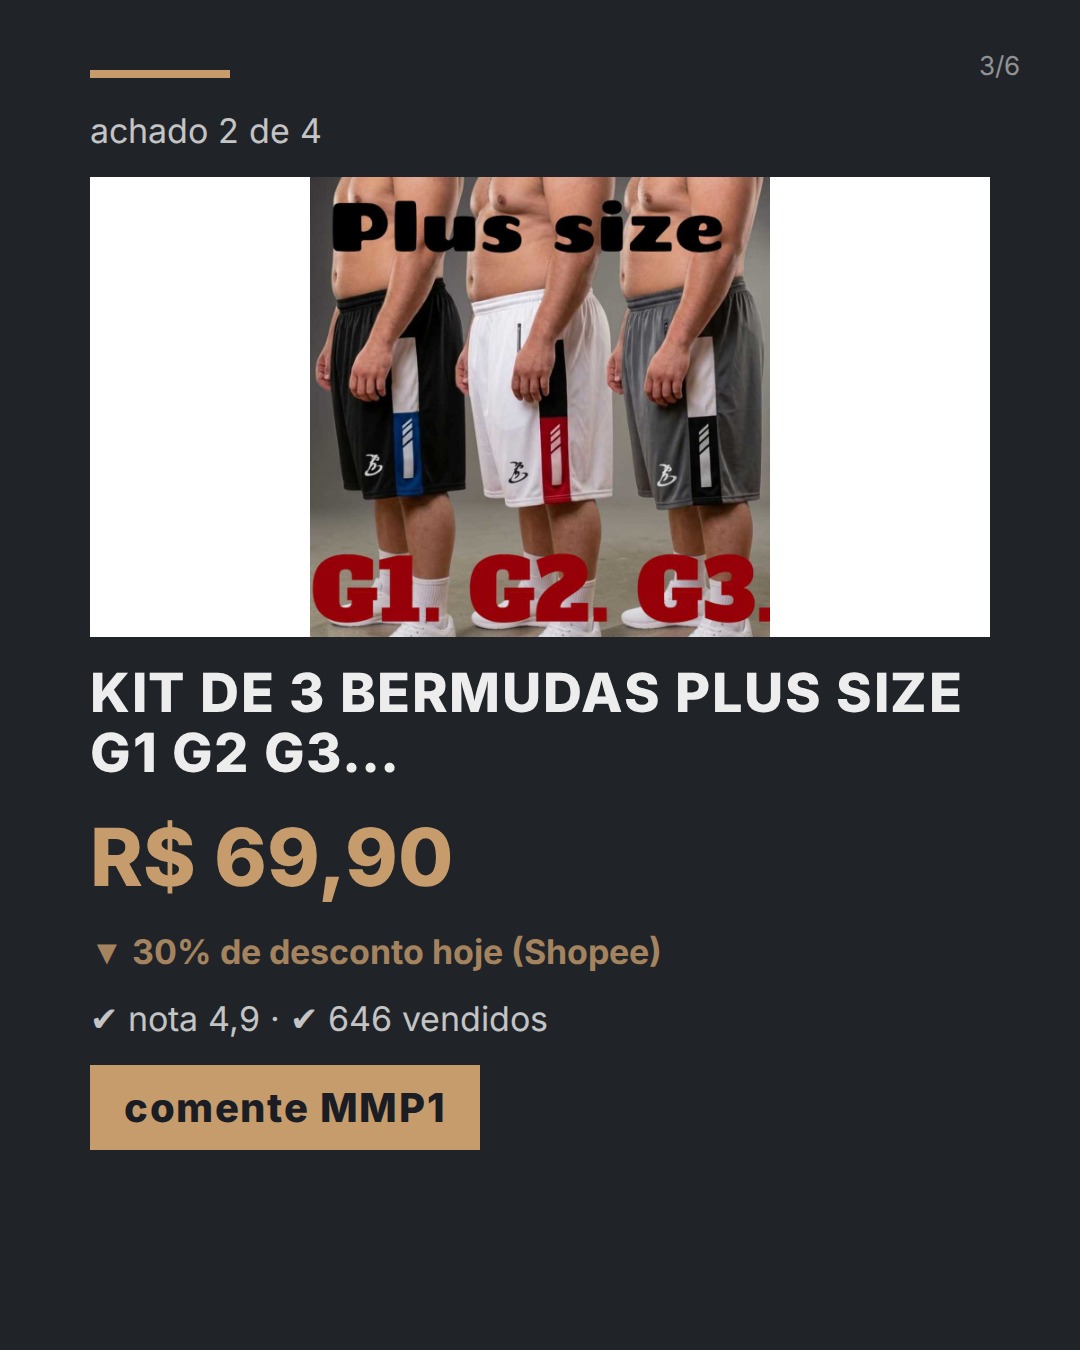 3/6
achado 2 de 4
Plus size
G1. G2. G3.
KIT DE 3 BERMUDAS PLUS SIZE
G1 G2 G3...
R$ 69,90
▼ 30% de desconto hoje (Shopee)
✔ nota 4,9 · ✔ 646 vendidos
comente MMP1